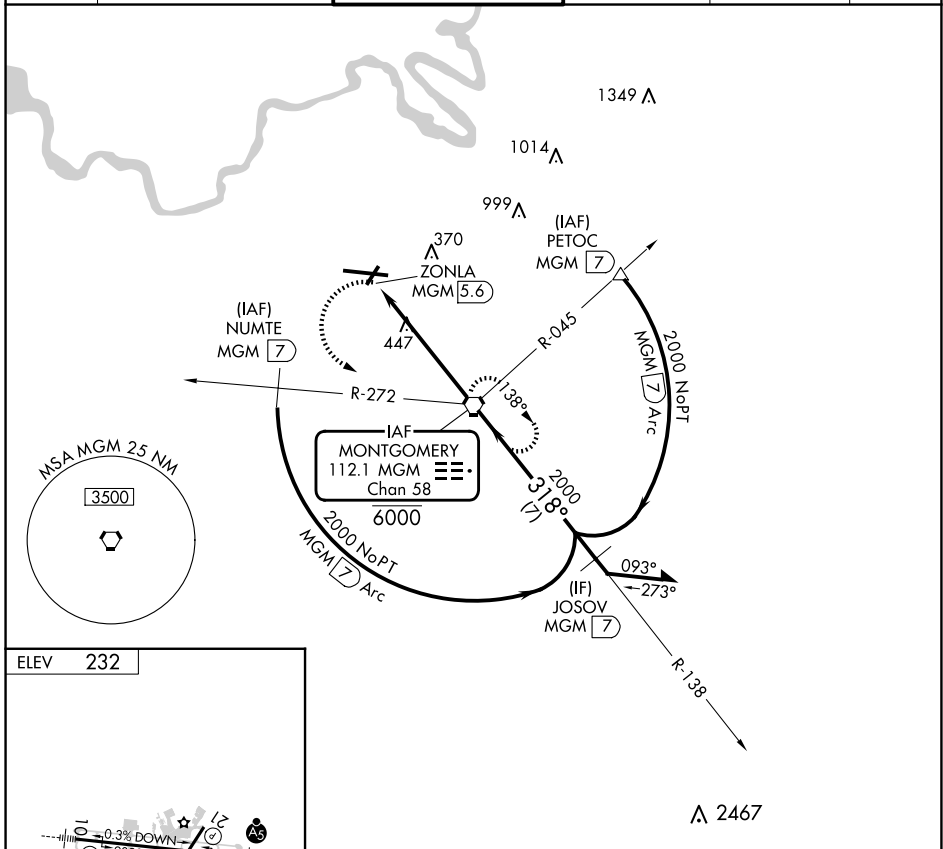 1349
1014
999
(IAF)
PETOC
MGM 7
370
ZONLA
MGM 5.6
(IAF)
NUMTE
MGM 7
447
R-045
2000 NoPT
MGM 7 Arc
R-272
138°
IAF
MONTGOMERY
112.1 MGM
Chan 58
6000
2000
318°
(7)
MSA MGM 25 NM
3500
2000 NoPT
MGM 7 Arc
093°
273°
(IF)
JOSOV
MGM 7
R-138
ELEV 232
2467
10
0.3% DOWN
21
P
A5